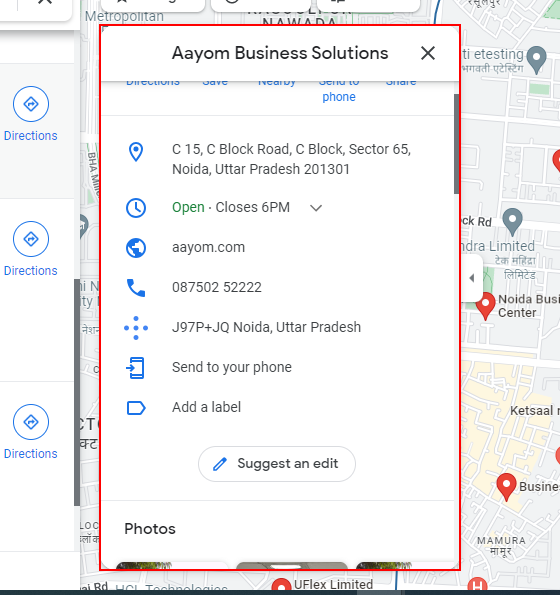 Metropolitan
NAWADA
Aayom Business Solutions
Directions
Save
Nearby
Send to
phone
Share
C 15, C Block Road, C Block, Sector 65,
Noida, Uttar Pradesh 201301
Open · Closes 6PM
aayom.com
087502 52222
J97P+JQ Noida, Uttar Pradesh
Send to your phone
Add a label
Suggest an edit
Photos
Directions
Directions
Directions
ti etesting
भगवती एटेस्टिंग
ck Rd
ndra Limited
टेक महिंद्रा
लिमिटेड
Noida Busi
Center
Ketsaal r
Busines
MAMURA
मामूर
UFlex Limited
HCL Technologies